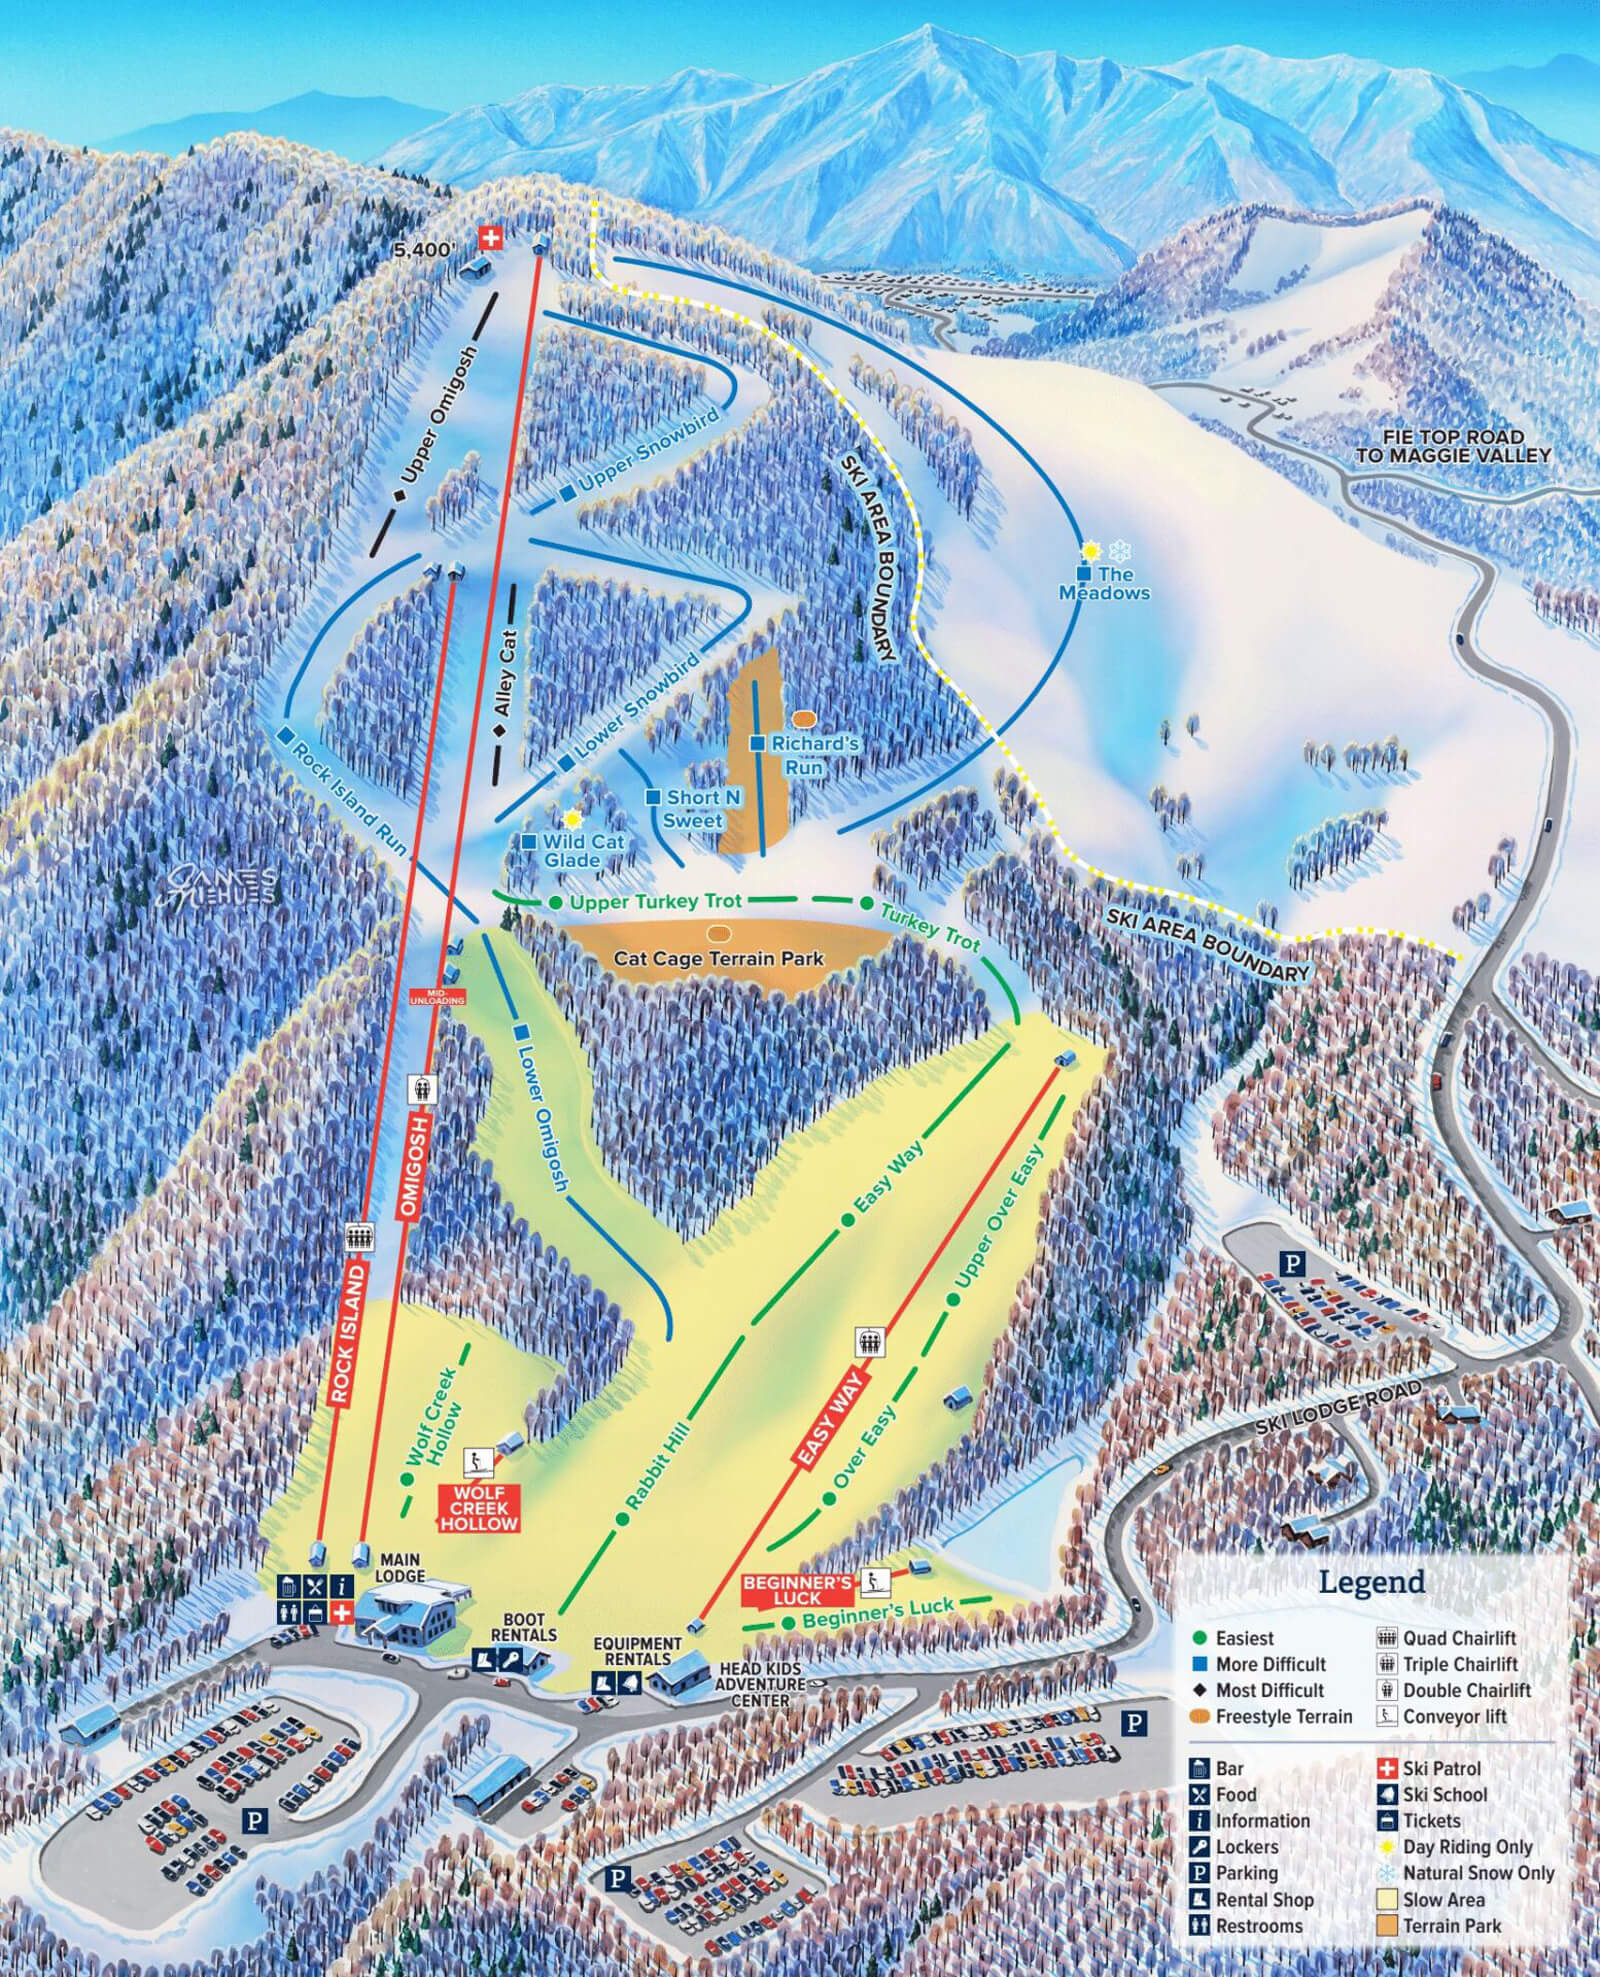 5,400'
Upper Omigosh
Upper Snowbird
SKI AREA BOUNDARY
FIE TOP ROAD
TO MAGGIE VALLEY
The
Meadows
Alley Cat
Lower Snowbird
Rock Island Run
Richard's
Run
Short N
Sweet
Wild Cat
Glade
GAMES
VENUES
Upper Turkey Trot
Turkey Trot
Cat Cage Terrain Park
SKI AREA BOUNDARY
MID-
UNLOADING
Lower Omigosh
OMIGOSH
Easy Way
Upper Over Easy
ROCK ISLAND
P
SKI LODGE ROAD
Wolf Creek
Hollow
EASY WAY
Over Easy
Rabbit Hill
WOLF
CREEK
HOLLOW
MAIN
LODGE
i
BEGINNER'S
LUCK
Beginner's Luck
BOOT
RENTALS
EQUIPMENT
RENTALS
HEAD KIDS
ADVENTURE
CENTER
P
P
P
Legend
Easiest
More Difficult
Most Difficult
Freestyle Terrain
Quad Chairlift
Triple Chairlift
Double Chairlift
Conveyor lift
Bar
Food
i Information
Lockers
P Parking
Rental Shop
Restrooms
Ski Patrol
Ski School
Tickets
Day Riding Only
Natural Snow Only
Slow Area
Terrain Park